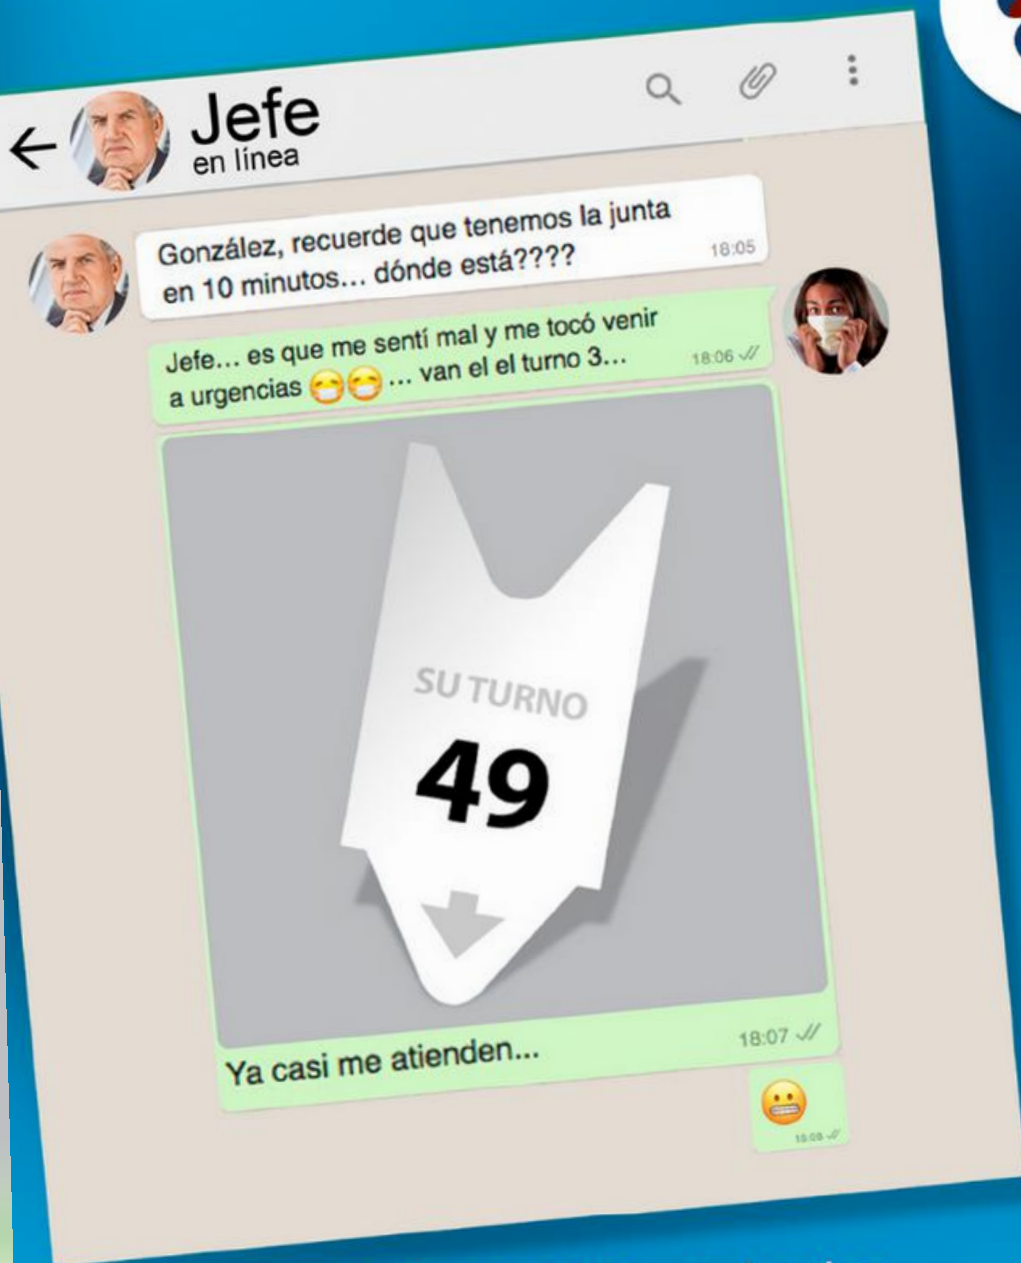 Jefe
en línea
González, recuerde que tenemos la junta
en 10 minutos... dónde está????
18:05
Jefe... es que me sentí mal y me tocó venir
a urgencias 😷😷 ... van el el turno 3...
18:06
SU TURNO
49
Ya casi me atienden...
18:07
😬